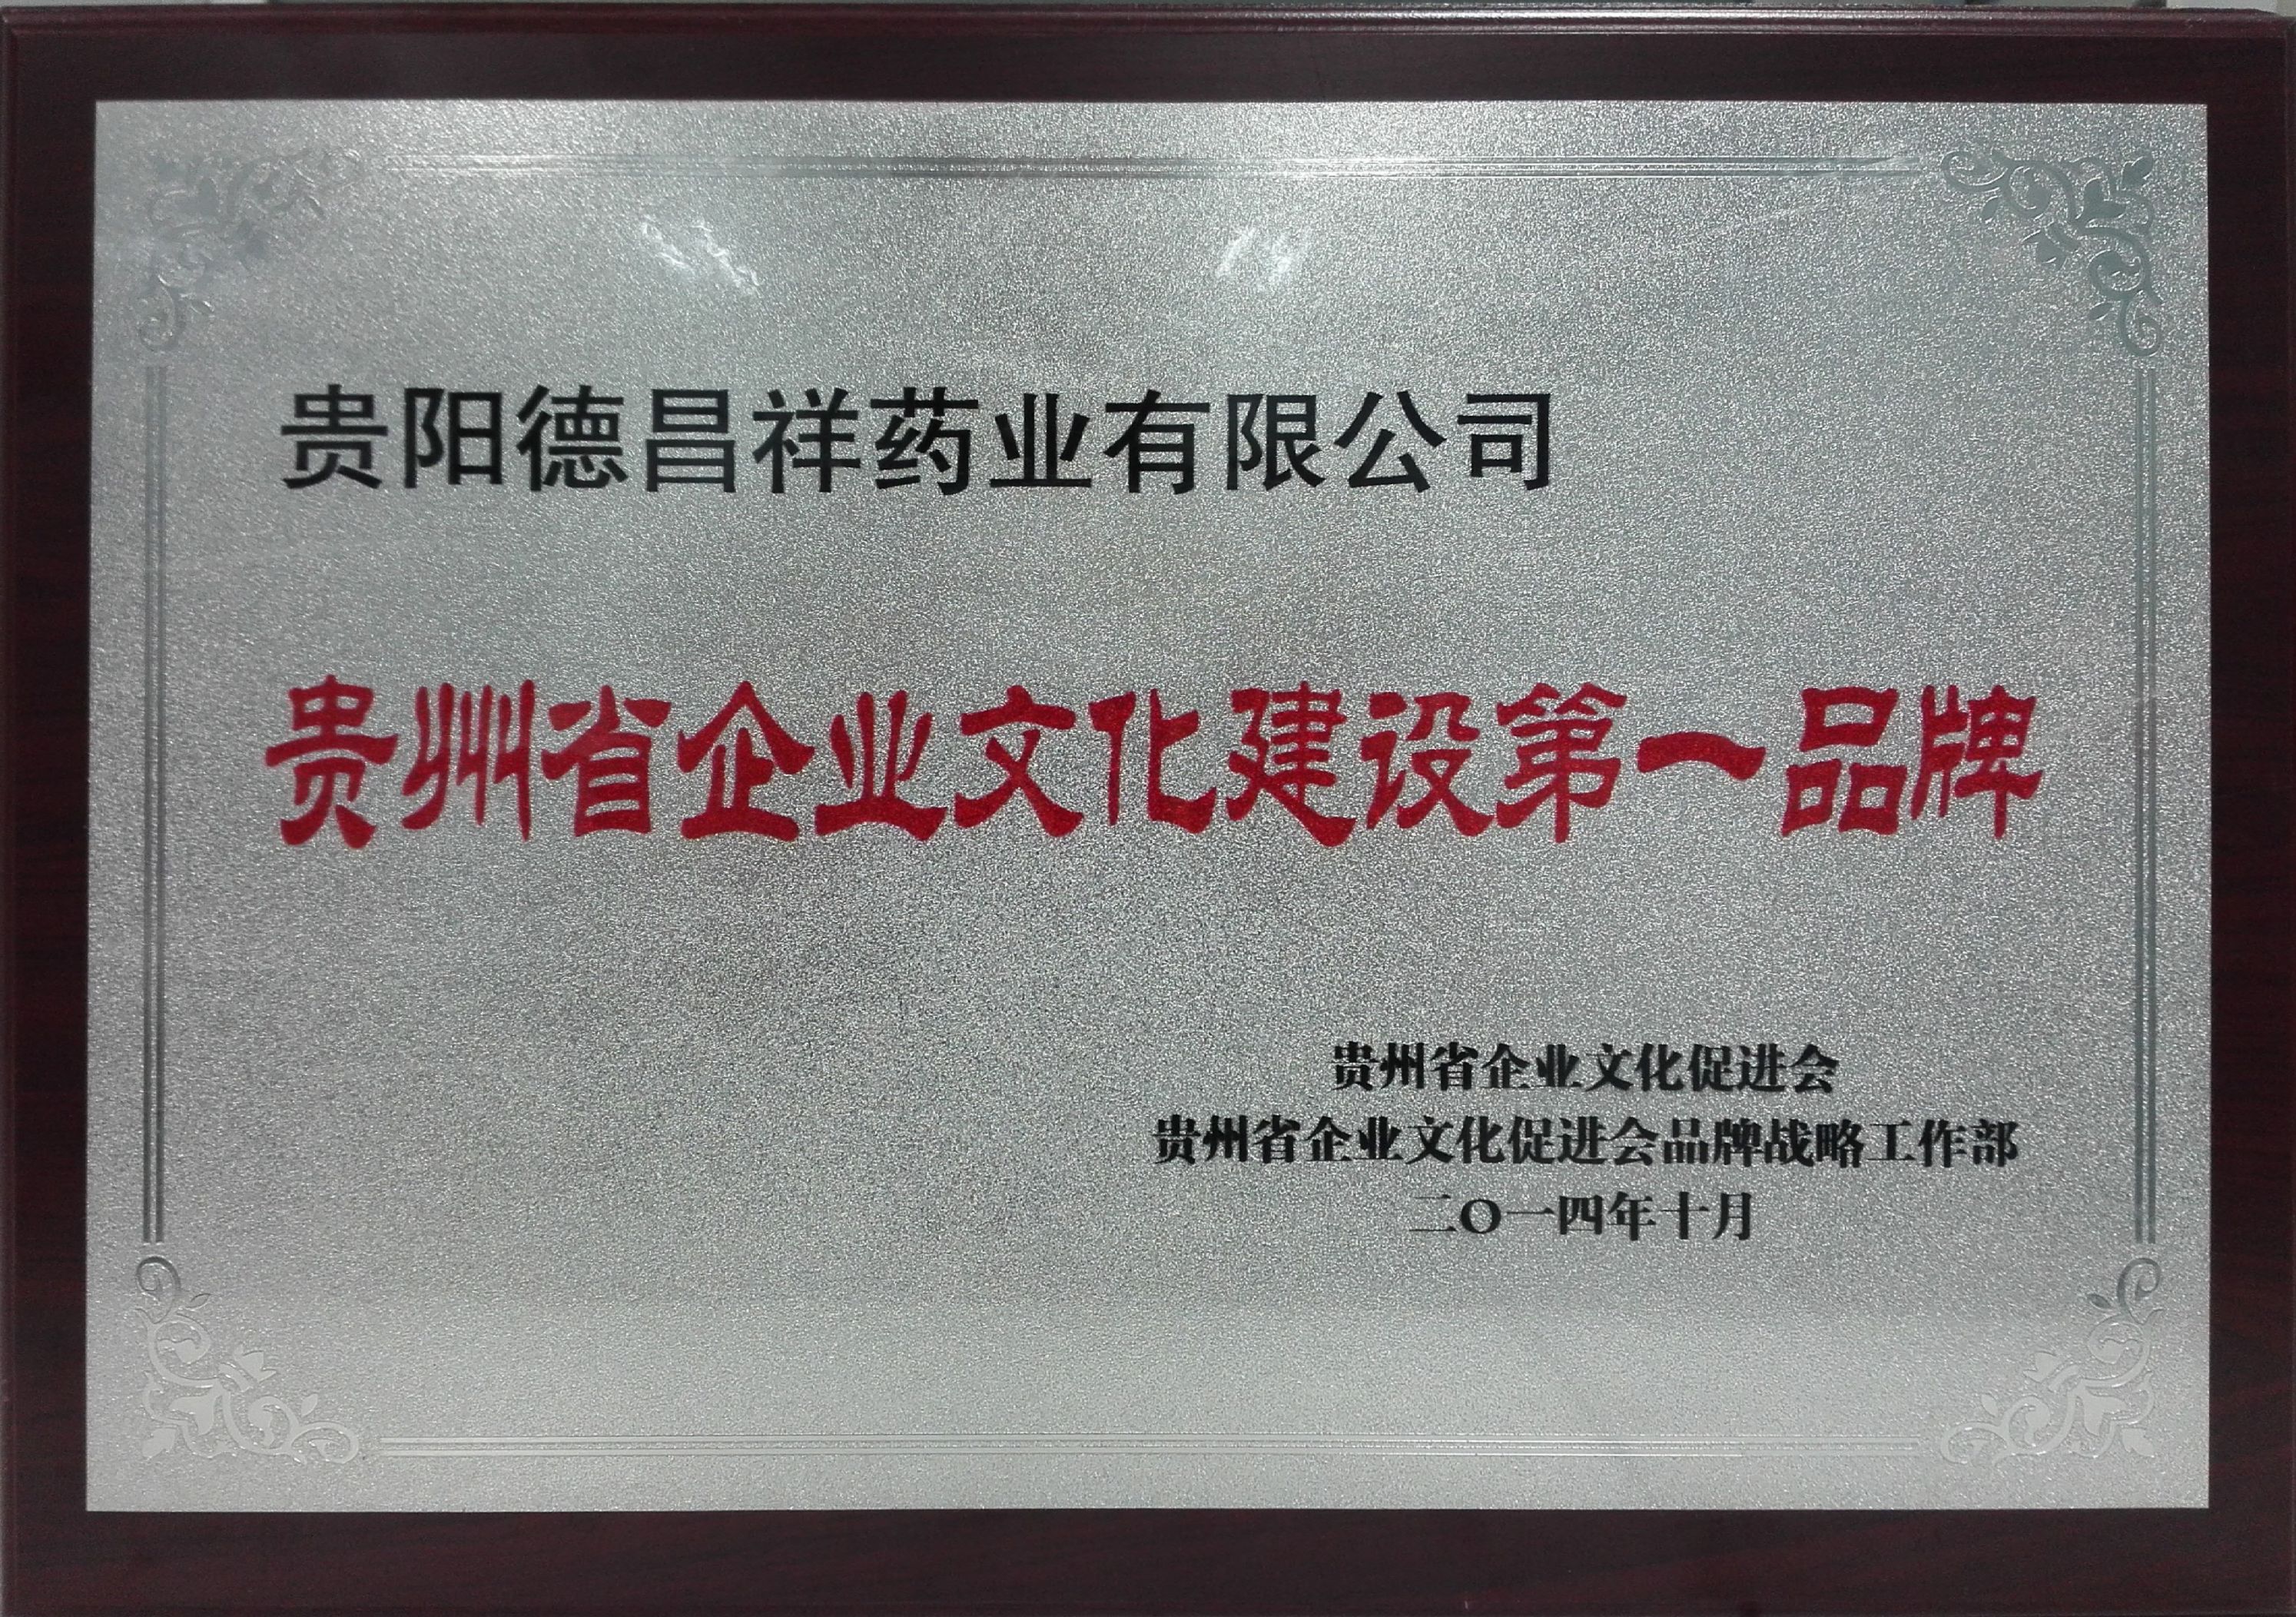 贵阳德昌祥药业有限公司
贵州省企业文化建设第一品牌
贵州省企业文化促进会
贵州省企业文化促进会品牌战略工作部
二〇一四年十月